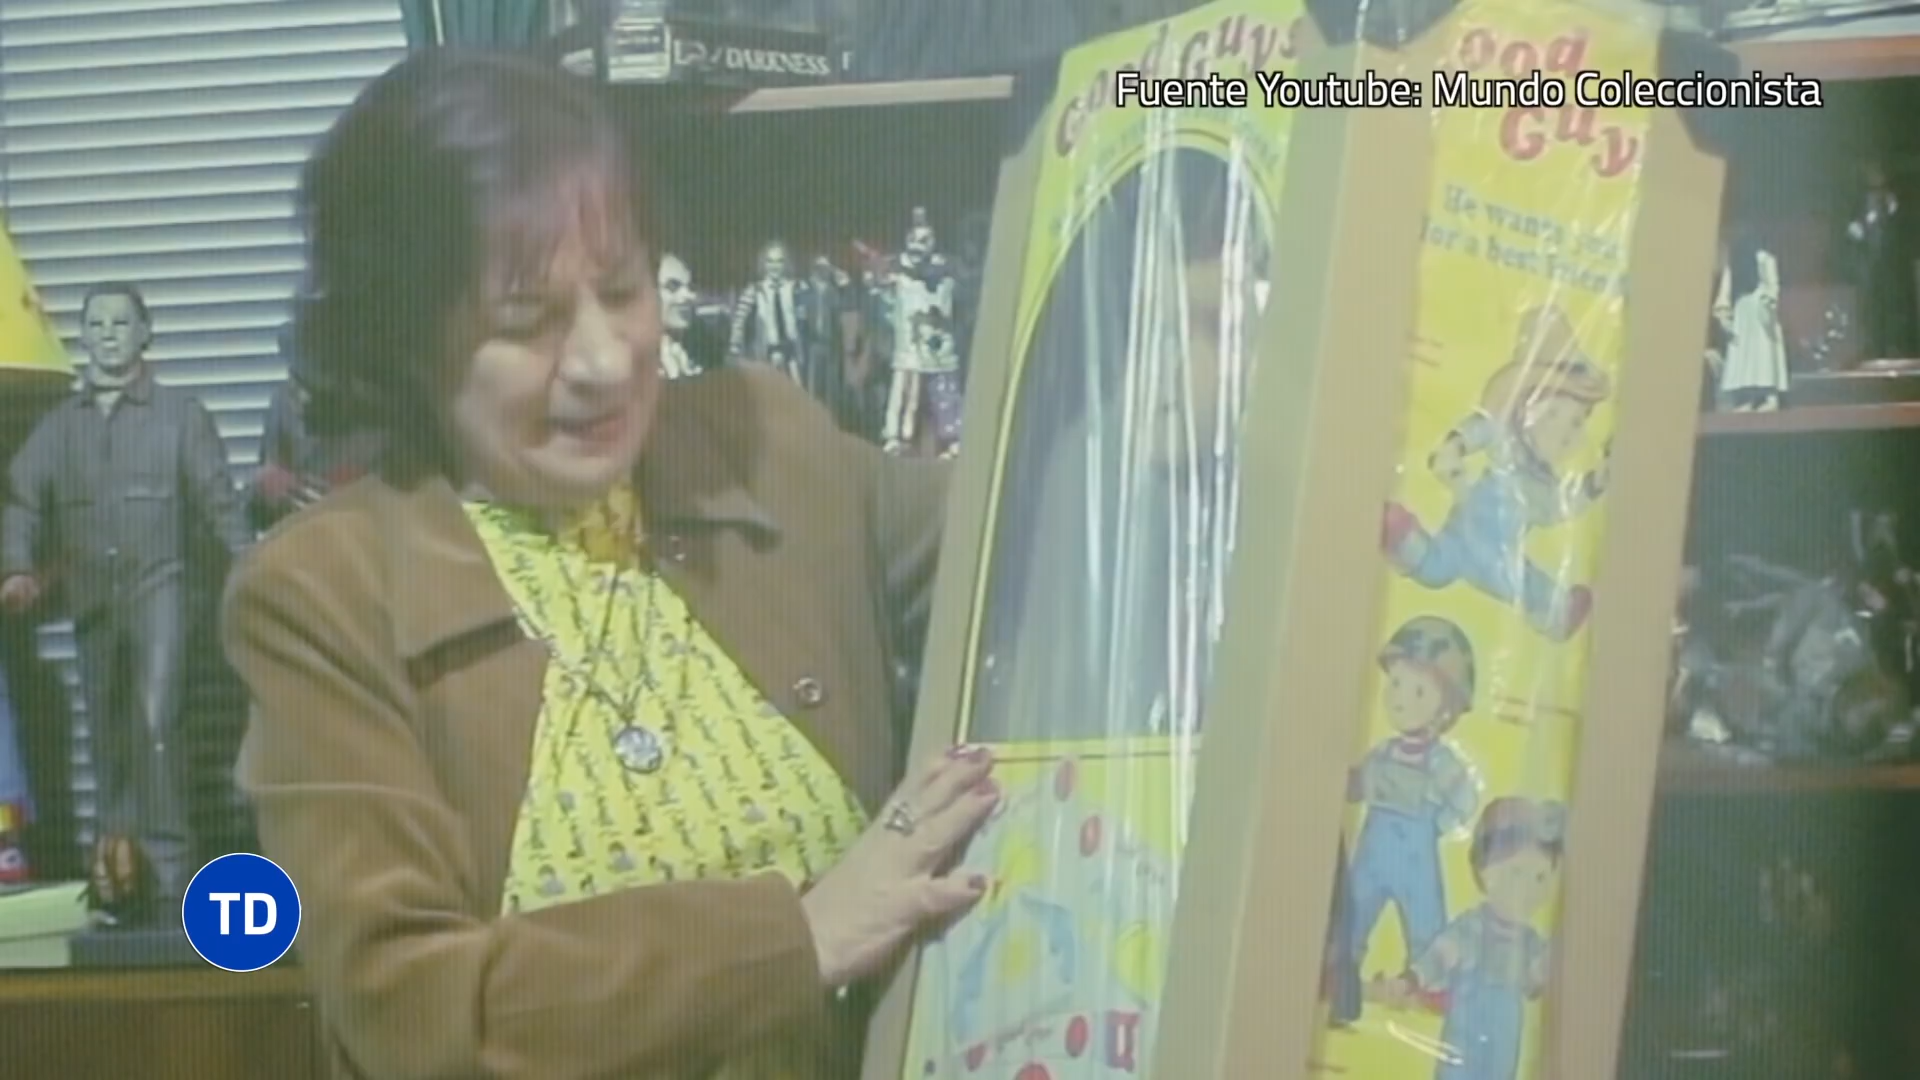 DARKNESS
Good Guys
Fuente Youtube: Mundo Coleccionista
Good
Guy
He wants you
for a best friend
TD